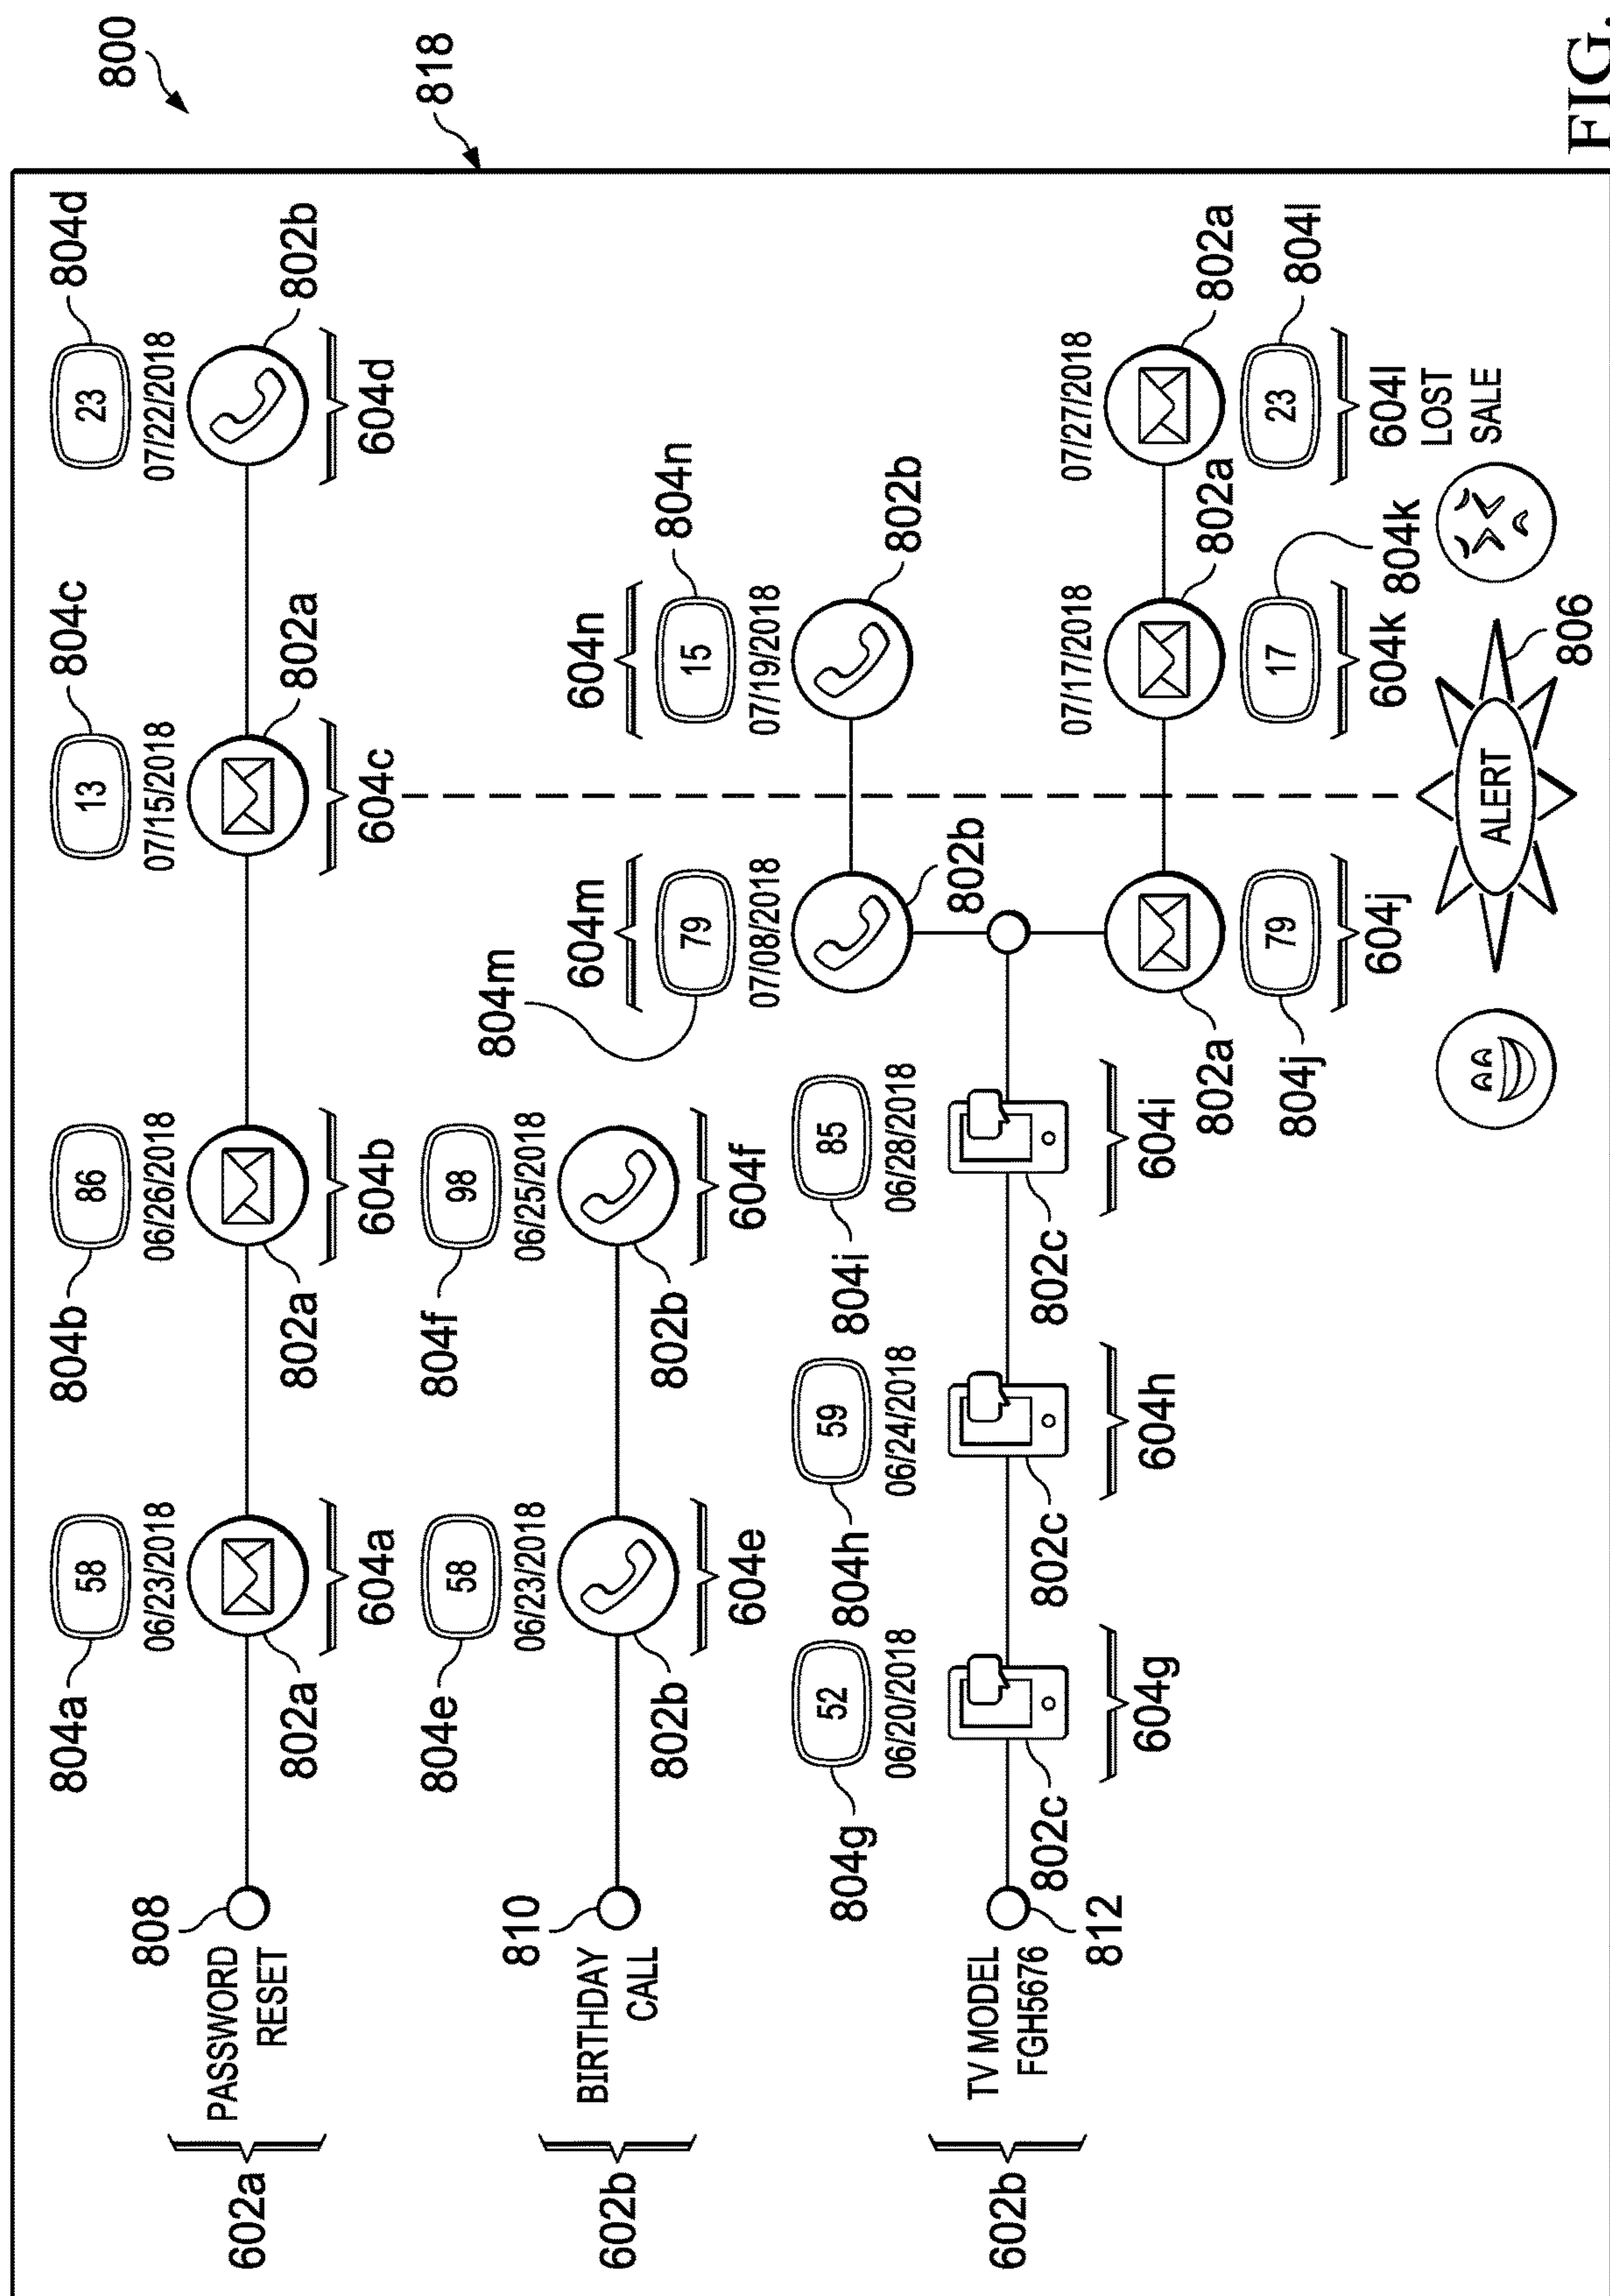 800
818
804a
804b
804c
804d
58
86
13
23
06/23/2018
06/26/2018
07/15/2018
07/22/2018
808
PASSWORD
RESET
602a
802a
802a
802a
802b
604a
604b
604c
604d
804e
804f
58
98
06/23/2018
06/25/2018
810
BIRTHDAY
CALL
602b
802b
802b
604e
604f
804m
604m
604n
804n
79
15
07/08/2018
07/19/2018
802b
802b
804g
804h
804i
52
59
85
06/20/2018
06/24/2018
06/28/2018
TV MODEL
FGH5676
812
602b
802c
802c
802c
604g
604h
604i
07/17/2018
07/27/2018
802a
802a
802a
804j
79
17
23
804l
604j
604k
804k
604l
LOST
SALE
ALERT
806
FIG.